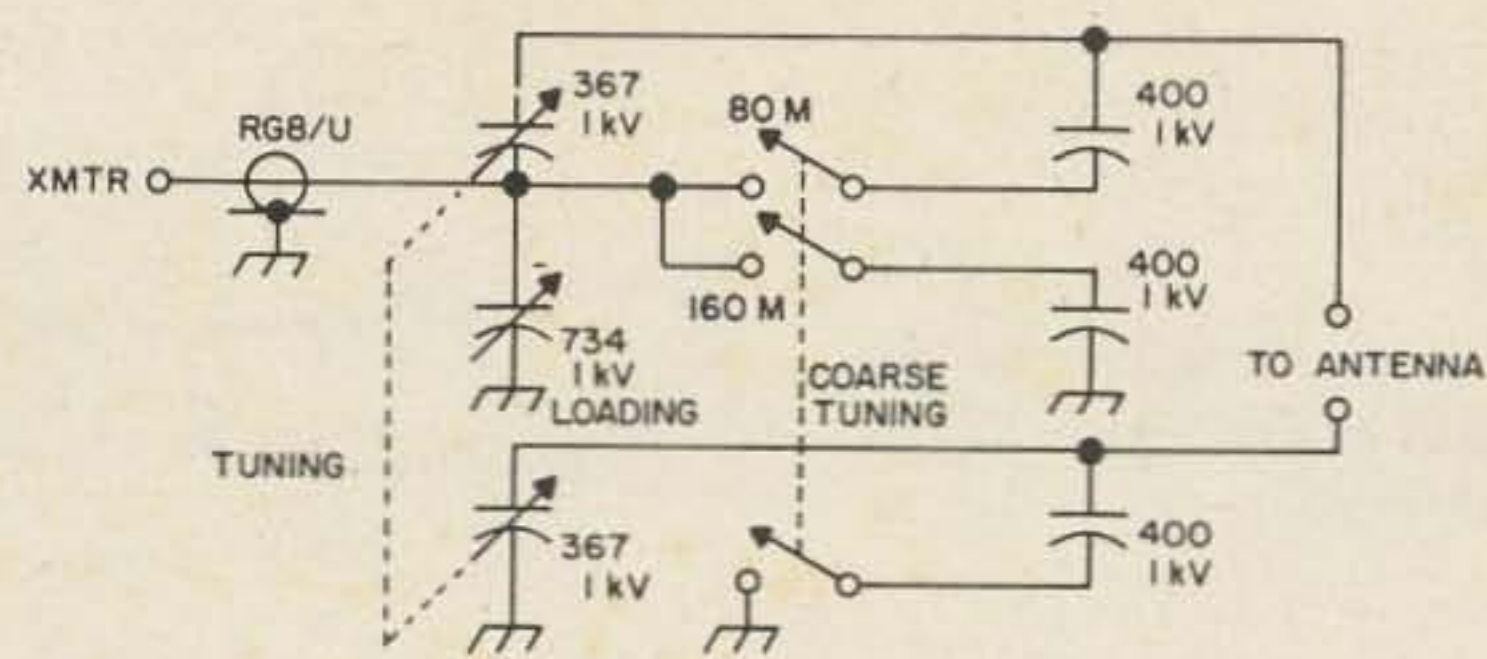 367
1 kV
80 M
400
1 kV
RG8/U
XMTR
400
1 kV
160 M
734
1 kV
LOADING
COARSE
TUNING
TO ANTENNA
TUNING
367
1 kV
400
1 kV